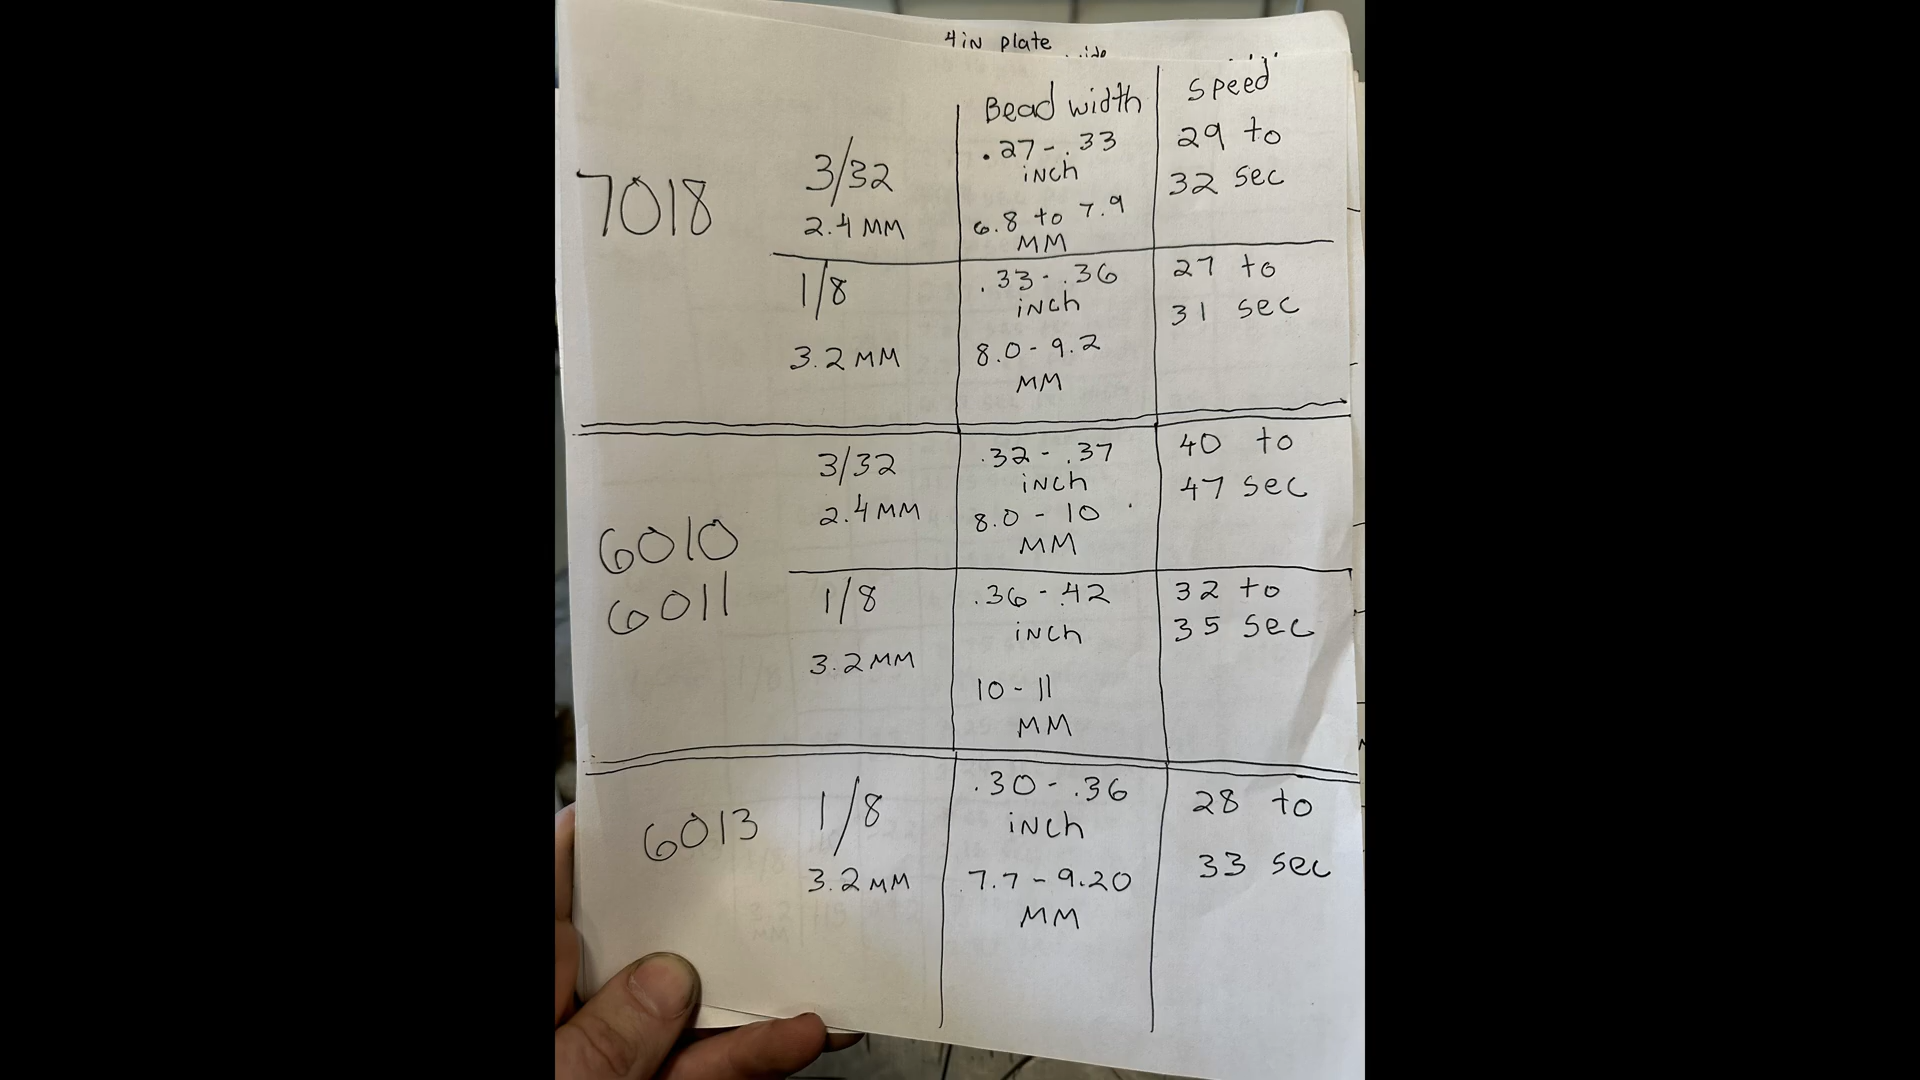 4 in plate
Bead width
Speed
7018
3/32
2.4 MM
.27 - .33
inch
6.8 to 7.9
MM
29 to
32 sec
1/8
3.2 MM
.33 - .36
inch
8.0 - 9.2
MM
27 to
31 sec
6010
6011
3/32
2.4 MM
.32 - .37
inch
8.0 - 10
MM
40 to
47 sec
1/8
3.2 MM
.36 - .42
inch
10 - 11
MM
32 to
35 sec
6013
1/8
3.2 MM
.30 - .36
inch
7.7 - 9.20
MM
28 to
33 sec